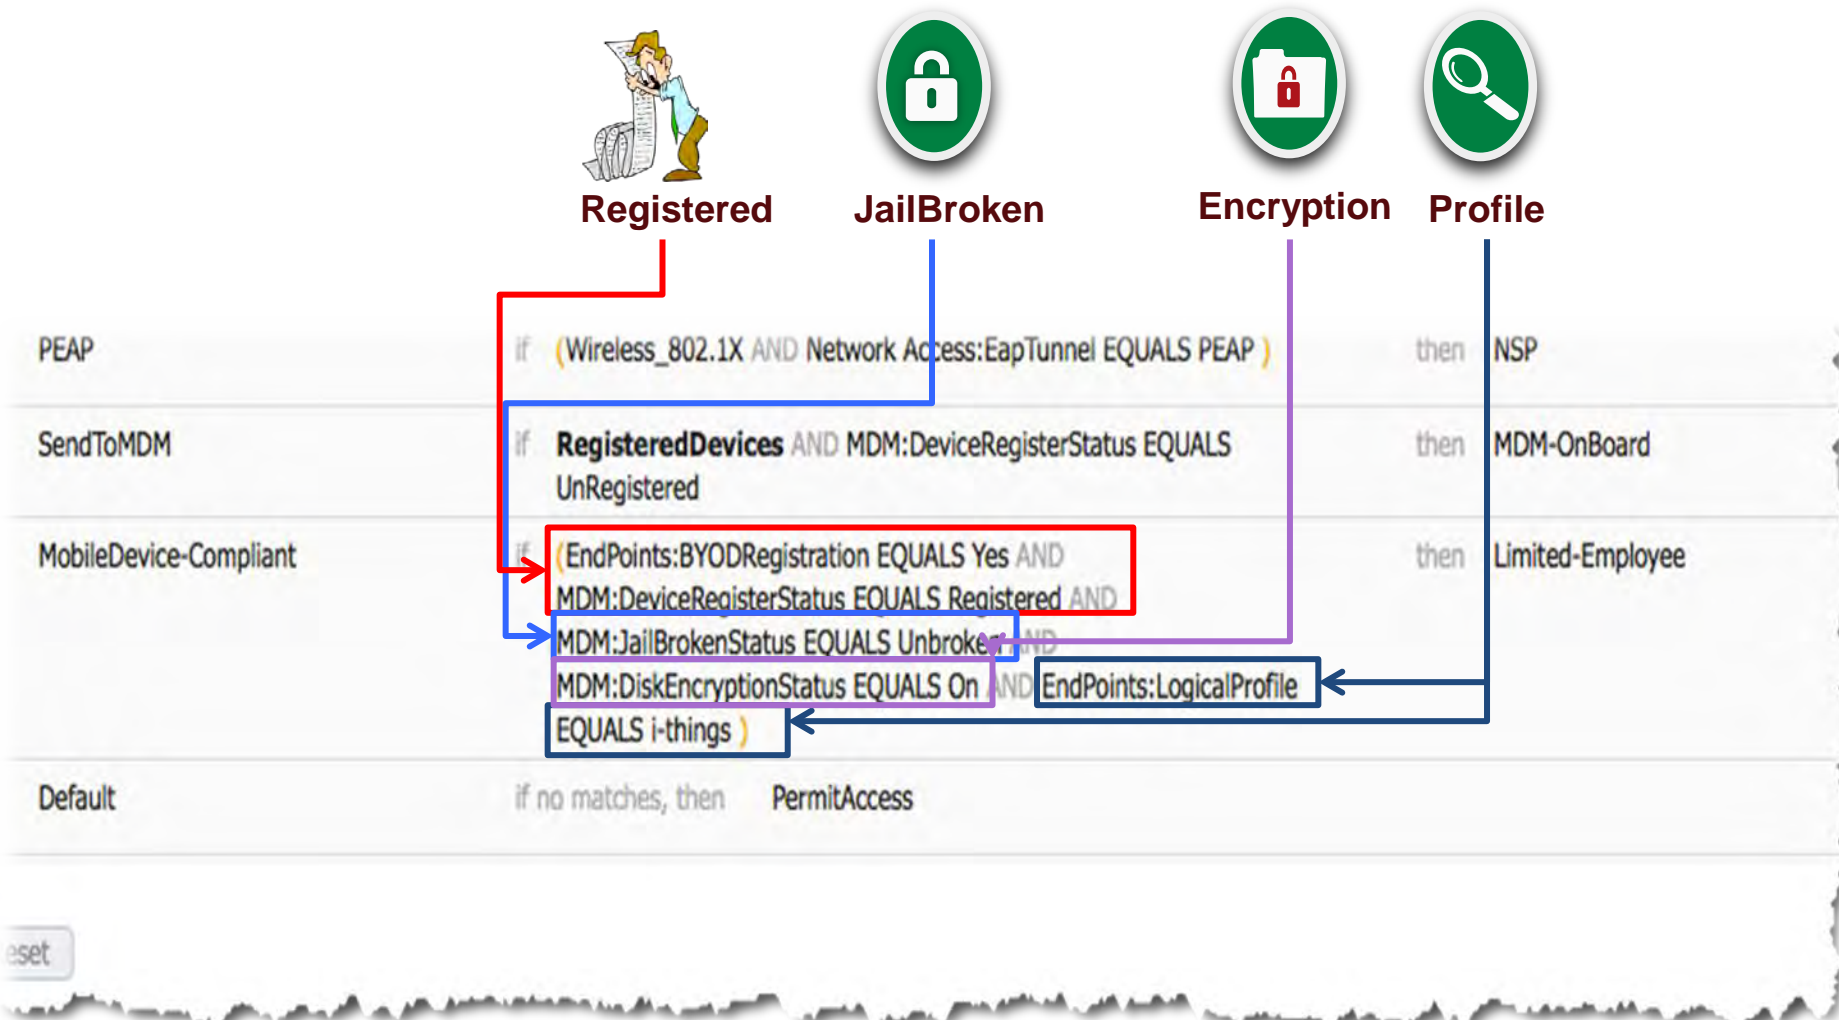 Registered JailBroken Encryption Profile
PEAP if (Wireless_802.1X AND Network Access:EapTunnel EQUALS PEAP ) then NSP
SendToMDM if RegisteredDevices AND MDM:DeviceRegisterStatus EQUALS then MDM-OnBoard
UnRegistered
MobileDevice-Compliant if (EndPoints:BYODRegistration EQUALS Yes AND then Limited-Employee
MDM:DeviceRegisterStatus EQUALS Registered AND
MDM:JailBrokenStatus EQUALS Unbroken AND
MDM:DiskEncryptionStatus EQUALS On AND EndPoints:LogicalProfile
EQUALS i-things )
Default if no matches, then PermitAccess
eset